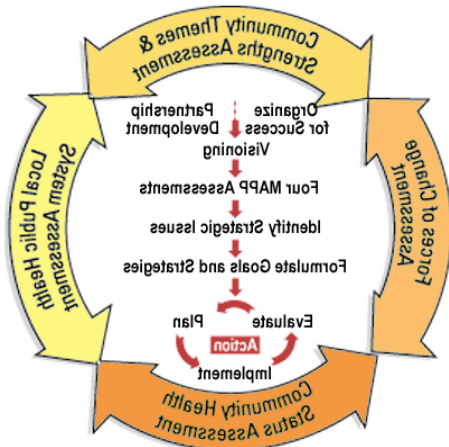 Community Themes &
Strengths Assessment
Organize
for Success
Partnership
Development
Visioning
Four MAPP Assessments
Identify Strategic Issues
Formulate Goals and Strategies
Evaluate
Plan
Action
Implement
Forces of Change
Assessment
Local Public Health
System Assessment
Community Health
Status Assessment